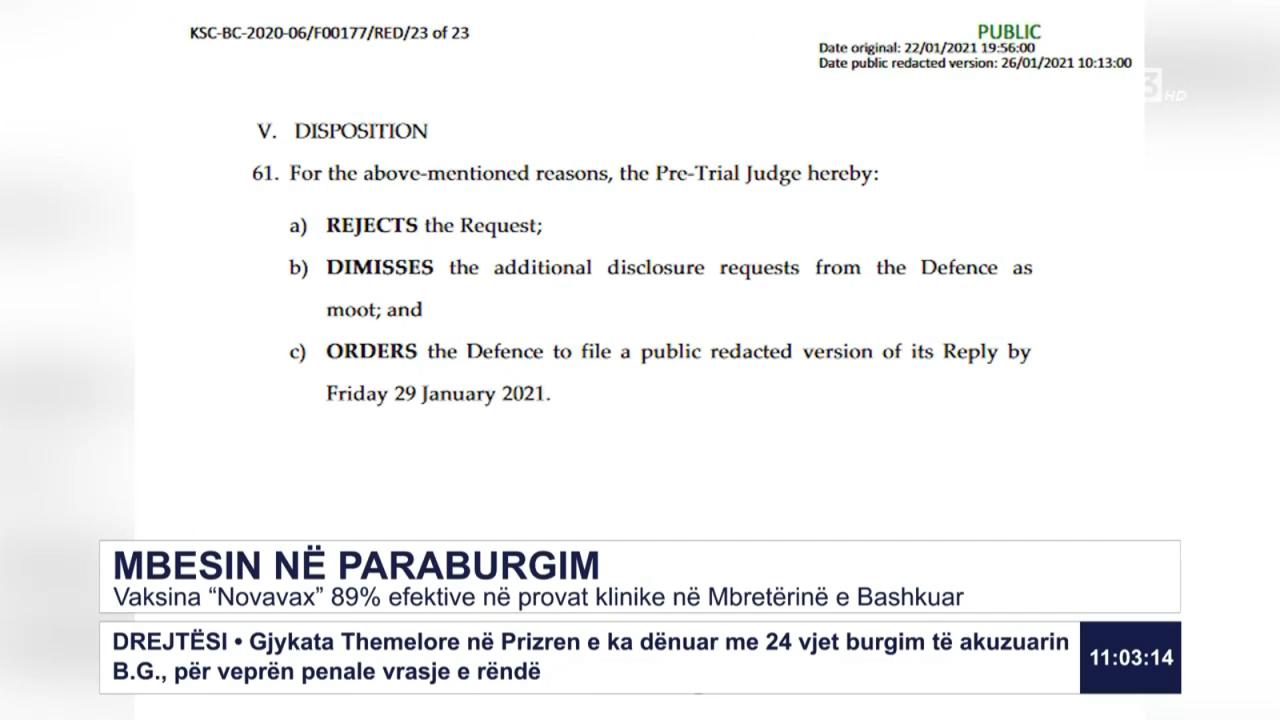 KSC-BC-2020-06/F00177/RED/23 of 23
PUBLIC
Date original: 22/01/2021 19:56:00
Date public redacted version: 26/01/2021 10:13:00
3 HD
V. DISPOSITION
61. For the above-mentioned reasons, the Pre-Trial Judge hereby:
a) REJECTS the Request;
b) DIMISSES the additional disclosure requests from the Defence as
moot; and
c) ORDERS the Defence to file a public redacted version of its Reply by
Friday 29 January 2021.
MBESIN NË PARABURGIM
Vaksina “Novavax” 89% efektive në provat klinike në Mbretërinë e Bashkuar
DREJTËSI • Gjykata Themelore në Prizren e ka dënuar me 24 vjet burgim të akuzuarin
B.G., për veprën penale vrasje e rëndë
11:03:14